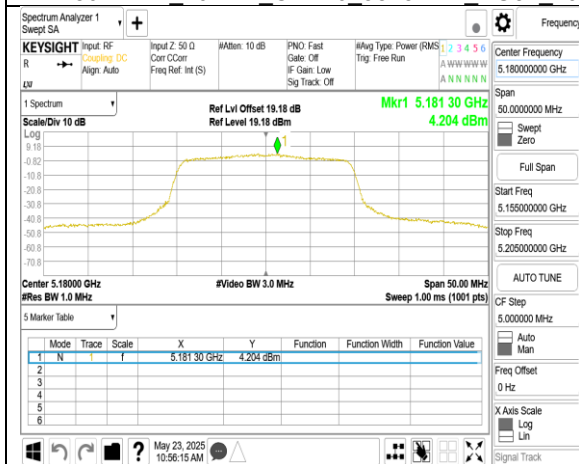 Spectrum Analyzer 1
Swept SA
Frequency
KEYSIGHT
R
LXI
Input: RF
Coupling: DC
Align: Auto
Input Z: 50 Ω
Corr CCorr
Freq Ref: Int (S)
#Atten: 10 dB
PNO: Fast
Gate: Off
IF Gain: Low
Sig Track: Off
#Avg Type: Power (RMS
Trig: Free Run
1 2 3 4 5 6
A W W W W W
A N N N N N
Center Frequency
5.180000000 GHz
Span
50.0000000 MHz
Swept
Zero
Full Span
Start Freq
5.155000000 GHz
Stop Freq
5.205000000 GHz
AUTO TUNE
CF Step
5.000000 MHz
Auto
Man
Freq Offset
0 Hz
X Axis Scale
Log
Lin
Signal Track
1 Spectrum
Scale/Div 10 dB
Ref Lvl Offset 19.18 dB
Ref Level 19.18 dBm
Mkr1 5.181 30 GHz
4.204 dBm
Log
9.18
-0.82
-10.8
-20.8
-30.8
-40.8
-50.8
-60.8
-70.8
1
Center 5.18000 GHz
#Video BW 3.0 MHz
Span 50.00 MHz
#Res BW 1.0 MHz
Sweep 1.00 ms (1001 pts)
5 Marker Table
Mode Trace Scale X Y Function Function Width Function Value
1 N 1 f 5.181 30 GHz 4.204 dBm
2
3
4
5
6
?
May 23, 2025
10:56:15 AM